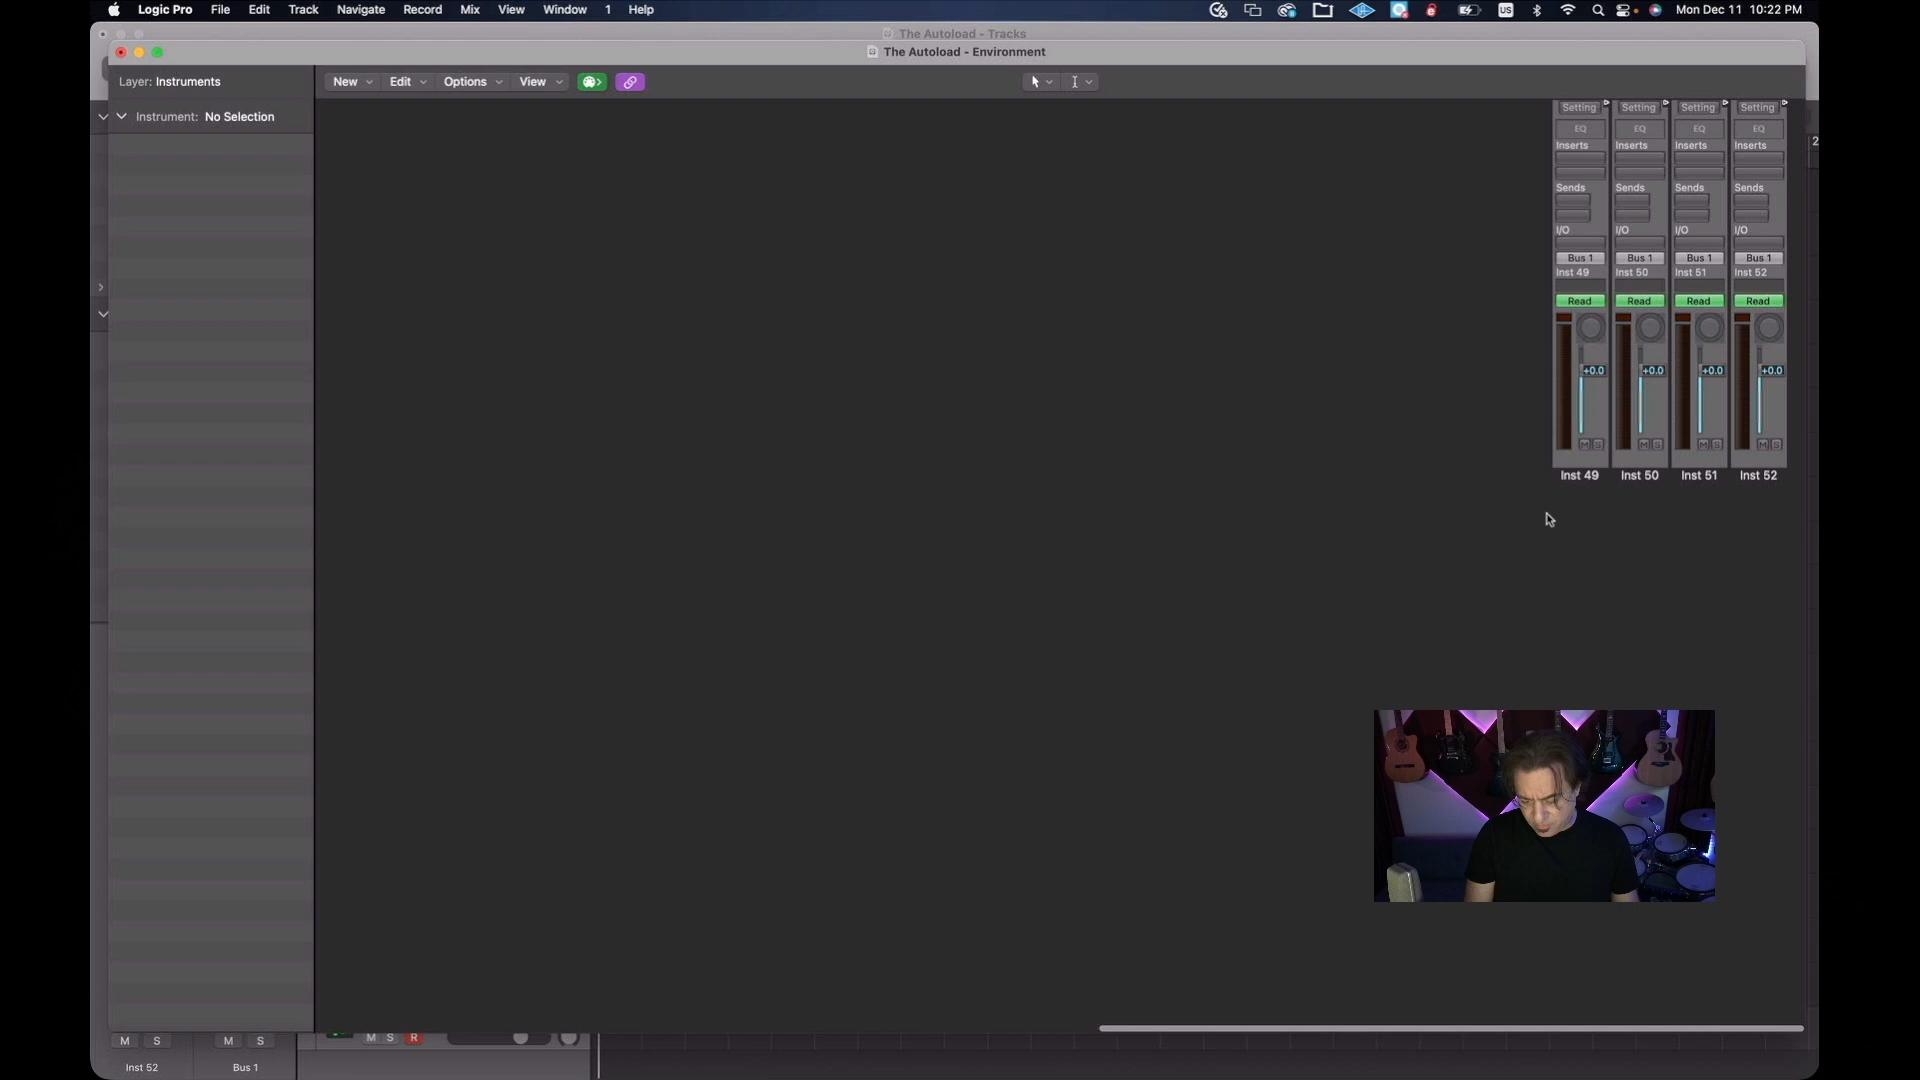 Logic Pro File Edit Track Navigate Record Mix View Window 1 Help US Mon Dec 11 10:22 PM
The Autoload - Tracks
The Autoload - Environment
Layer: Instruments New Edit Options View
Instrument: No Selection
2
Setting Setting Setting Setting
EQ EQ EQ EQ
Inserts Inserts Inserts Inserts
Sends Sends Sends Sends
I/O I/O I/O I/O
Bus 1 Bus 1 Bus 1 Bus 1
Inst 49 Inst 50 Inst 51 Inst 52
Read Read Read Read
+0.0 +0.0 +0.0 +0.0
M S M S M S M S
Inst 49 Inst 50 Inst 51 Inst 52
M S M S M S R
Inst 52 Bus 1